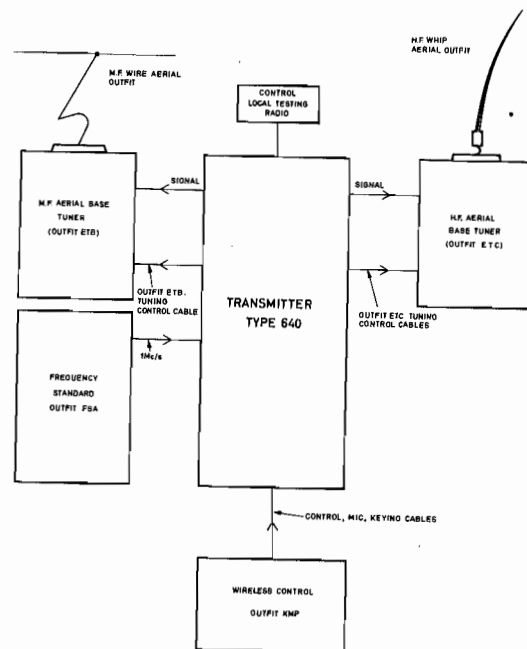 H.F. WHIP
AERIAL OUTFIT
M.F. WIRE AERIAL
OUTFIT
CONTROL
LOCAL TESTING
RADIO
SIGNAL
SIGNAL
M.F. AERIAL BASE
TUNER
(OUTFIT ETB)
H.F. AERIAL
BASE TUNER
(OUTFIT ETC)
OUTFIT ETB.
TUNING
CONTROL CABLE
TRANSMITTER
TYPE 640
OUTFIT ETC TUNING
CONTROL CABLES
1Mc/s
FREQUENCY
STANDARD
OUTFIT FSA
CONTROL, MIC, KEYING CABLES
WIRELESS CONTROL
OUTFIT KMP